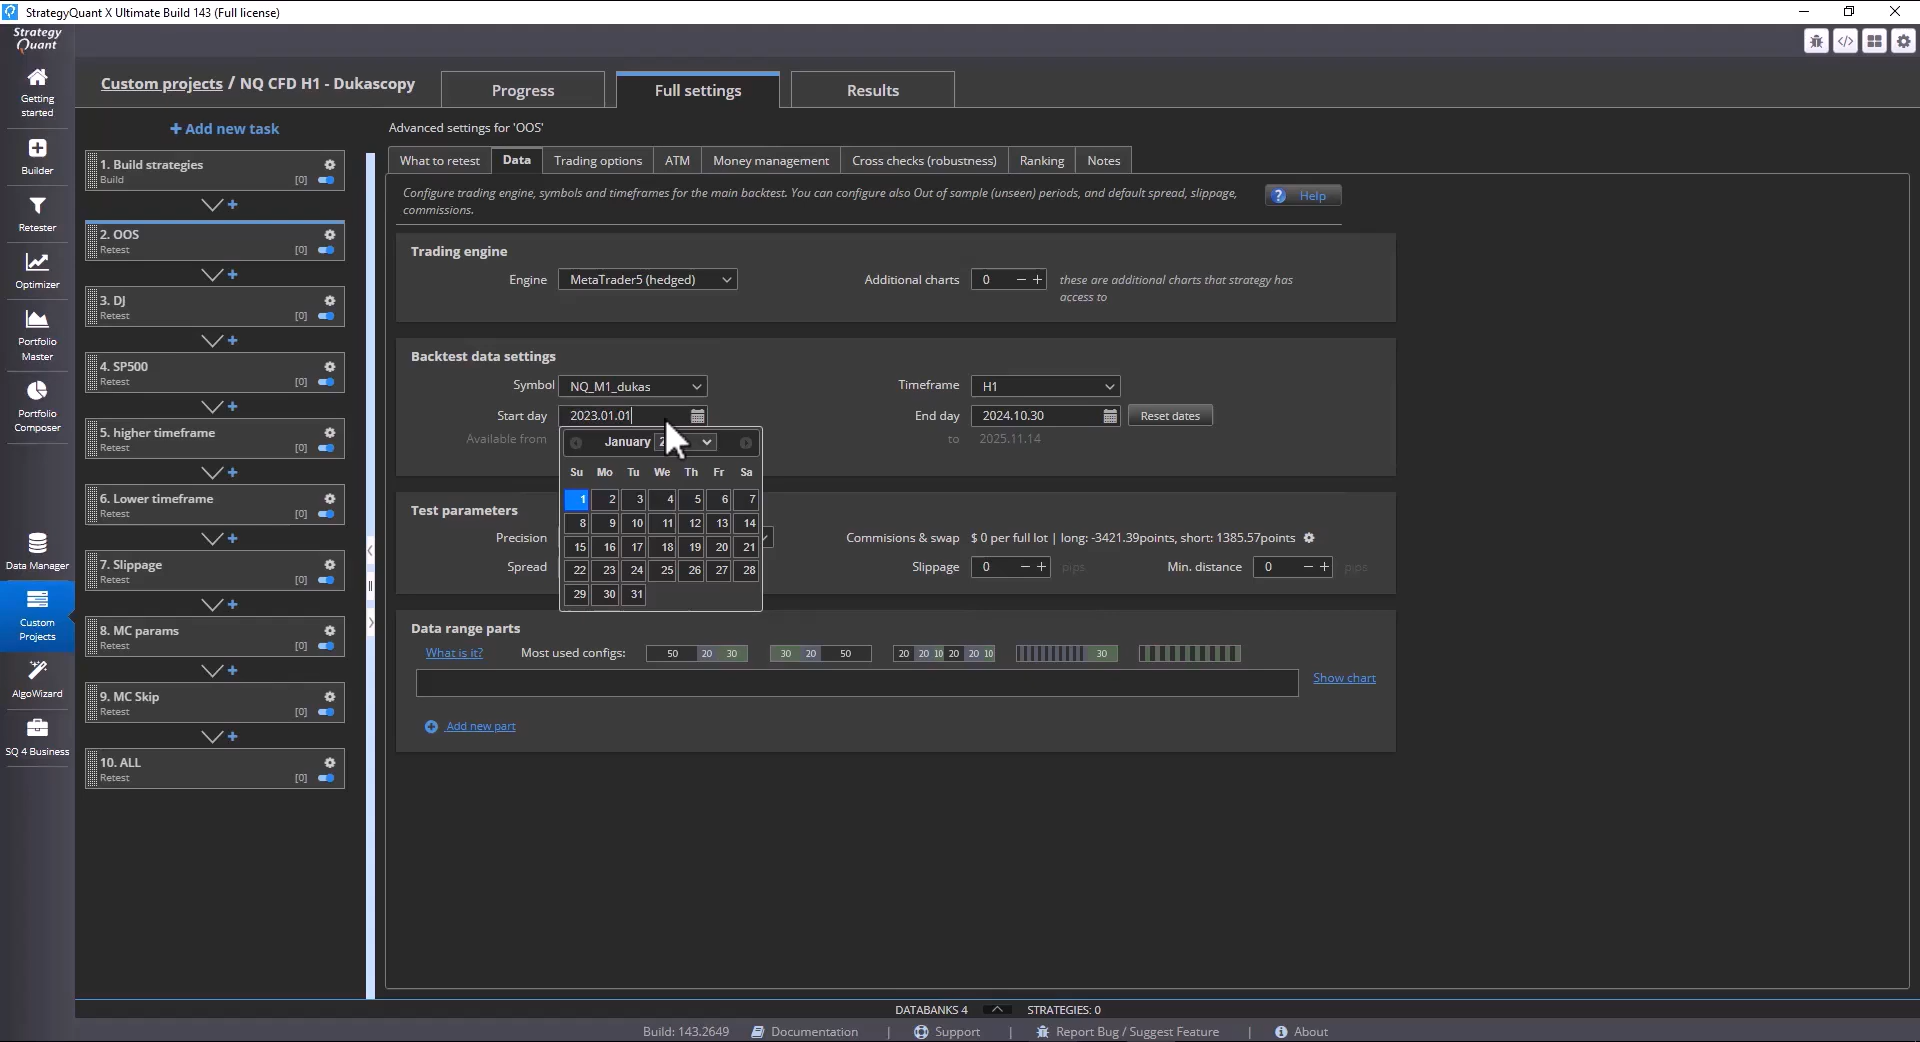 StrategyQuant X Ultimate Build 143 (Full license)
Strategy
Quant
Getting
started
Builder
Retester
Optimizer
Portfolio
Master
Portfolio
Composer
Data Manager
Custom
Projects
AlgoWizard
SQ 4 Business
Custom projects / NQ CFD H1 - Dukascopy
Progress
Full settings
Results
Add new task
1. Build strategies
Build [0]
2. OOS
Retest [0]
3. DJ
Retest [0]
4. SP500
Retest [0]
5. higher timeframe
Retest [0]
6. Lower timeframe
Retest [0]
7. Slippage
Retest [0]
8. MC params
Retest [0]
9. MC Skip
Retest [0]
10. ALL
Retest [0]
Advanced settings for 'OOS'
What to retest Data Trading options ATM Money management Cross checks (robustness) Ranking Notes
Configure trading engine, symbols and timeframes for the main backtest. You can configure also Out of sample (unseen) periods, and default spread, slippage,
commissions.
? Help
Trading engine
Engine MetaTrader5 (hedged) Additional charts 0 − + these are additional charts that strategy has
access to
Backtest data settings
Symbol NQ_M1_dukas Timeframe H1
Start day 2023.01.01 End day 2024.10.30 Reset dates
Available from to 2025.11.14
January
Su Mo Tu We Th Fr Sa
1 2 3 4 5 6 7
8 9 10 11 12 13 14
15 16 17 18 19 20 21
22 23 24 25 26 27 28
29 30 31
Test parameters
Precision Commisions & swap $ 0 per full lot | long: -3421.39points, short: 1385.57points
Spread Slippage 0 − + pips Min. distance 0 − + pips
Data range parts
What is it? Most used configs: 50 20 30 30 20 50 20 20 10 20 20 10 30
Show chart
Add new part
DATABANKS 4 STRATEGIES: 0
Build: 143.2649 Documentation | Support | Report Bug / Suggest Feature | About